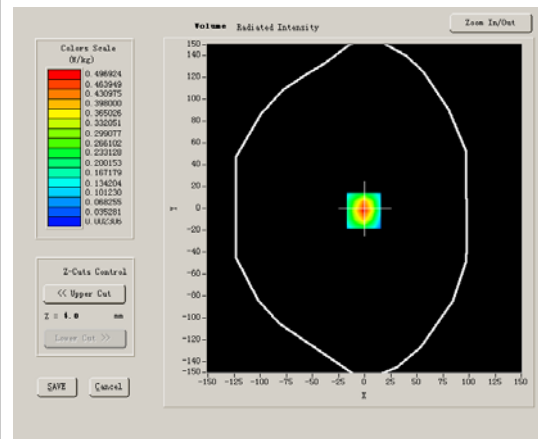 Volume Radiated Intensity
Zoom In/Out
Colors Scale
(W/kg)
0.496924
0.463949
0.430975
0.398000
0.365026
0.332051
0.299077
0.266102
0.233128
0.200153
0.167179
0.134204
0.101230
0.068255
0.035281
0.002306
Z-Cuts Control
<< Upper Cut
Z = 4.0 mm
Lower Cut >>
SAVE
Cancel
150
140
120
100
80
60
40
20
0
-20
-40
-60
-80
-100
-120
-140
-150
Y
-150 -125 -100 -75 -50 -25 0 25 50 75 100 125 150
X